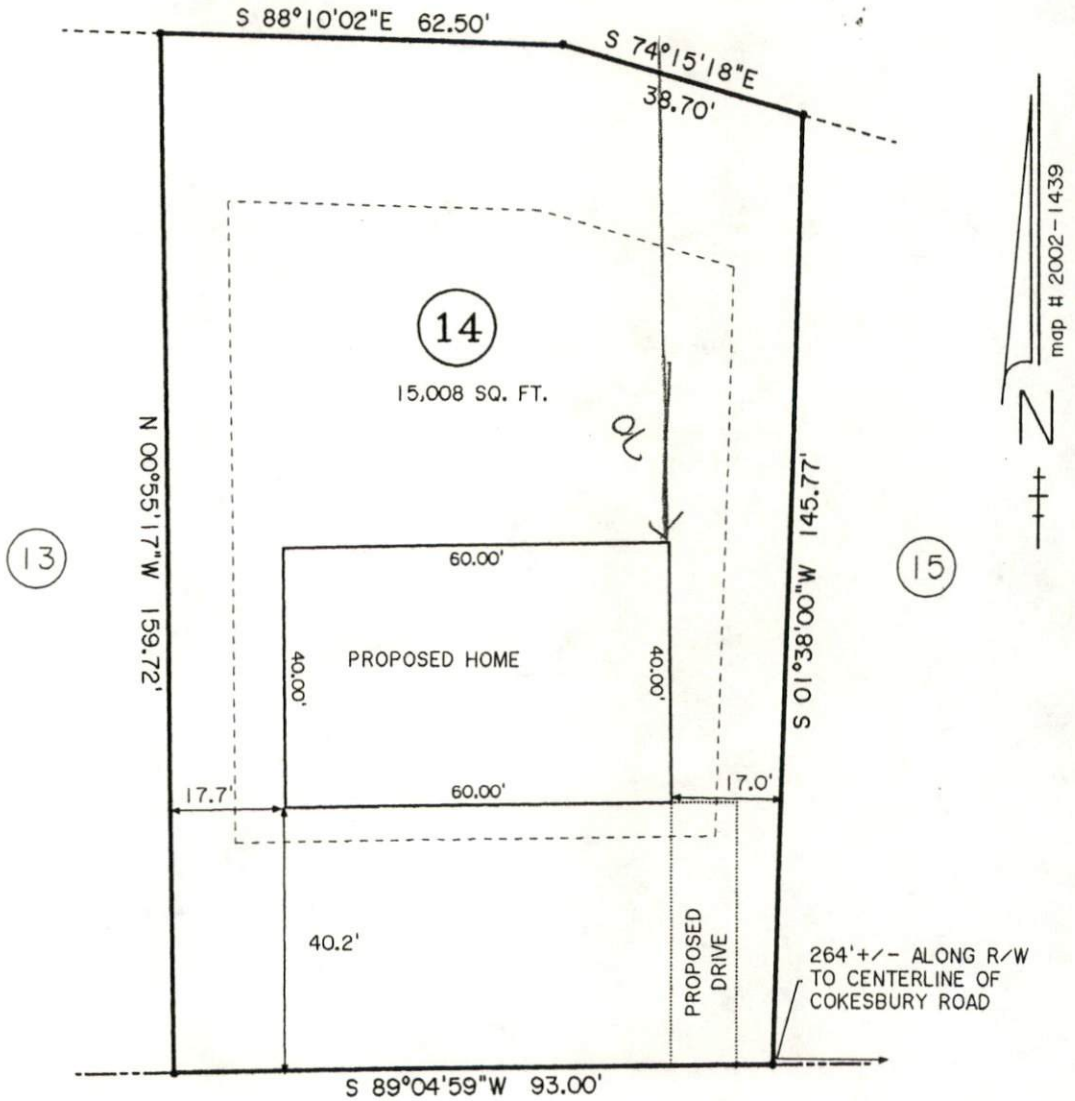 S 88°10'02"E 62.50'
S 74°15'18"E
38.70'
map # 2002-1439
N
14
15,008 SQ. FT.
N 00°55'17"W 159.72'
S 01°38'00"W 145.77'
13
15
60.00'
40.00'
PROPOSED HOME
40.00'
17.7'
60.00'
17.0'
40.2'
PROPOSED
DRIVE
264'+/- ALONG R/W
TO CENTERLINE OF
COKESBURY ROAD
S 89°04'59"W 93.00'